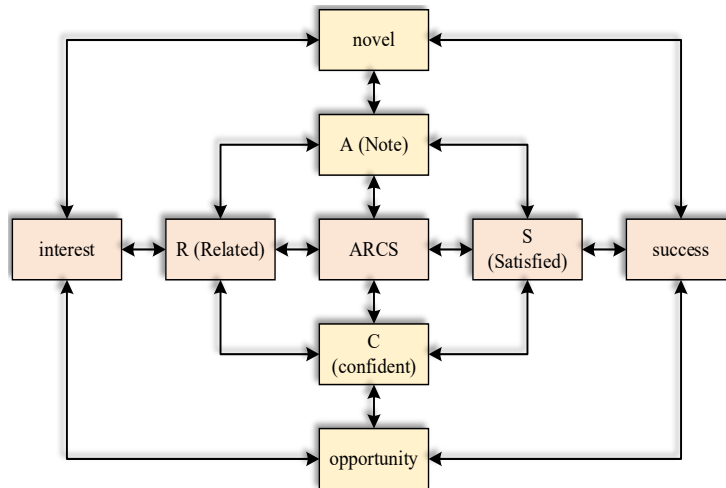 novel
A (Note)
interest
R (Related)
ARCS
S
(Satisfied)
success
C
(confident)
opportunity